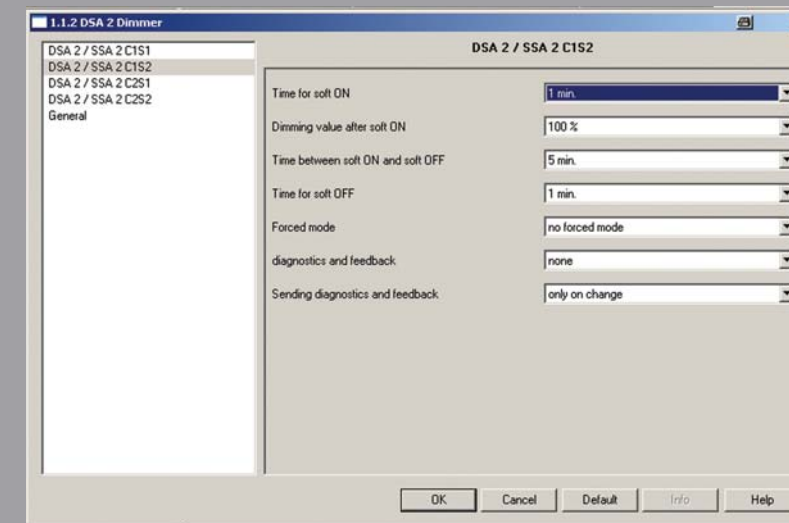 1.1.2 DSA 2 Dimmer
DSA 2 / SSA 2 C1S1
DSA 2 / SSA 2 C1S2
DSA 2 / SSA 2 C2S1
DSA 2 / SSA 2 C2S2
General
DSA 2 / SSA 2 C1S2
Time for soft ON 1 min.
Dimming value after soft ON 100 %
Time between soft ON and soft OFF 5 min.
Time for soft OFF 1 min.
Forced mode no forced mode
diagnostics and feedback none
Sending diagnostics and feedback only on change
OK Cancel Default Info Help